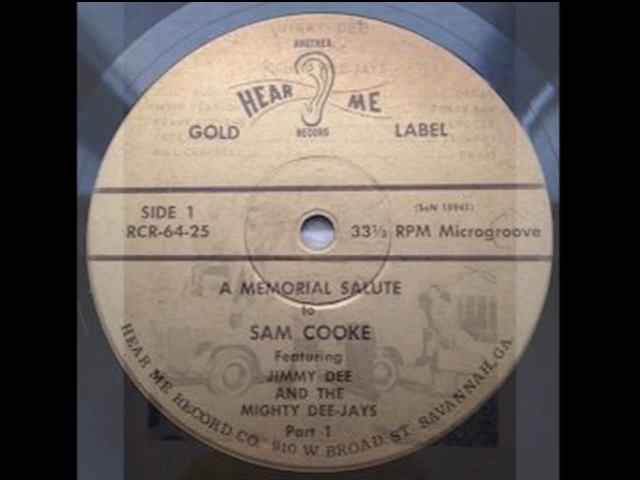 ANOTHER
HEAR ME
RECORD
GOLD LABEL
SIDE 1
RCR-64-25
33⅓ RPM Microgroove
A MEMORIAL SALUTE
to
SAM COOKE
Featuring
JIMMY DEE
AND THE
MIGHTY DEE-JAYS
Part 1
HEAR ME RECORD CO. 910 W. BROAD ST. SAVANNAH, GA